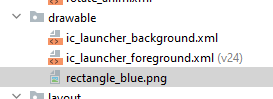 drawable
ic_launcher_background.xml
ic_launcher_foreground.xml (v24)
rectangle_blue.png
layout